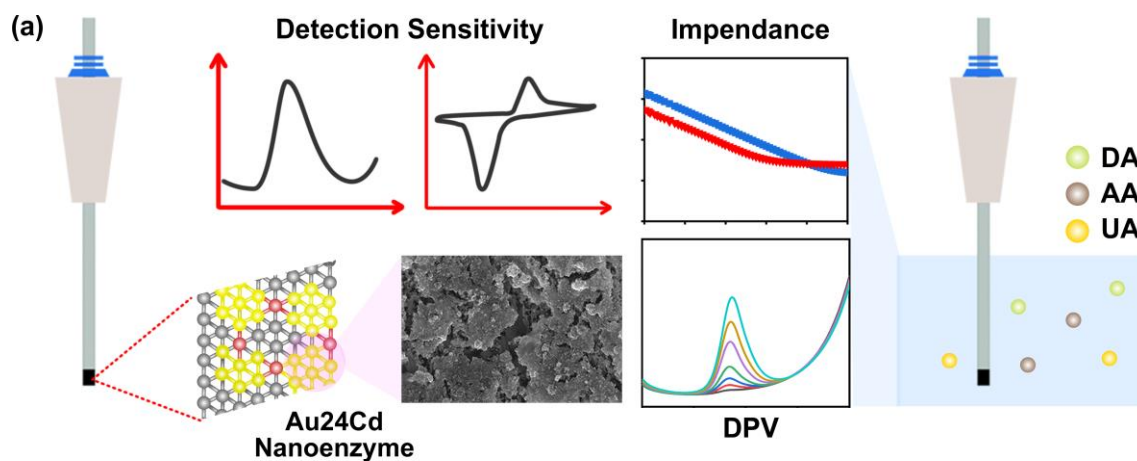 (a)
Detection Sensitivity
Impendance
DA
AA
UA
Au24Cd
Nanoenzyme
DPV